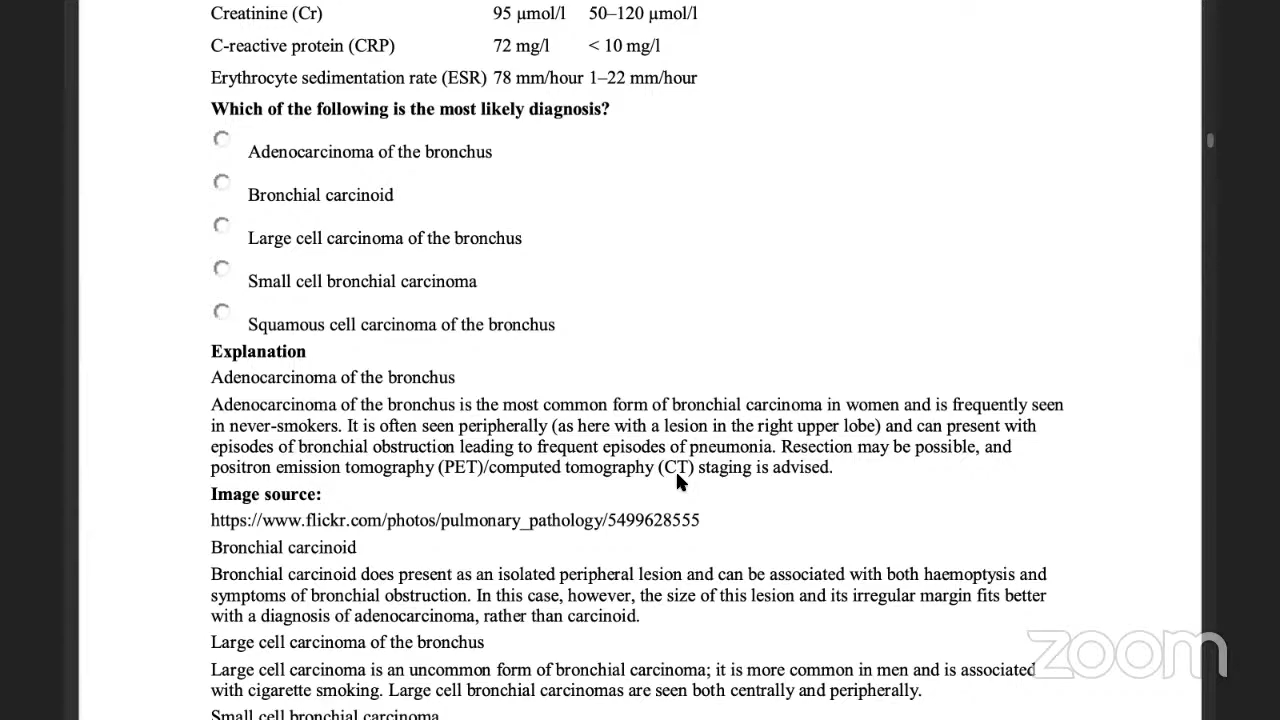 Creatinine (Cr) 95 µmol/l 50–120 µmol/l
C-reactive protein (CRP) 72 mg/l < 10 mg/l
Erythrocyte sedimentation rate (ESR) 78 mm/hour 1–22 mm/hour
Which of the following is the most likely diagnosis?
Adenocarcinoma of the bronchus
Bronchial carcinoid
Large cell carcinoma of the bronchus
Small cell bronchial carcinoma
Squamous cell carcinoma of the bronchus
Explanation
Adenocarcinoma of the bronchus
Adenocarcinoma of the bronchus is the most common form of bronchial carcinoma in women and is frequently seen
in never-smokers. It is often seen peripherally (as here with a lesion in the right upper lobe) and can present with
episodes of bronchial obstruction leading to frequent episodes of pneumonia. Resection may be possible, and
positron emission tomography (PET)/computed tomography (CT) staging is advised.
Image source:
https://www.flickr.com/photos/pulmonary_pathology/5499628555
Bronchial carcinoid
Bronchial carcinoid does present as an isolated peripheral lesion and can be associated with both haemoptysis and
symptoms of bronchial obstruction. In this case, however, the size of this lesion and its irregular margin fits better
with a diagnosis of adenocarcinoma, rather than carcinoid.
Large cell carcinoma of the bronchus
Large cell carcinoma is an uncommon form of bronchial carcinoma; it is more common in men and is associated
with cigarette smoking. Large cell bronchial carcinomas are seen both centrally and peripherally.
Small cell bronchial carcinoma
zoom